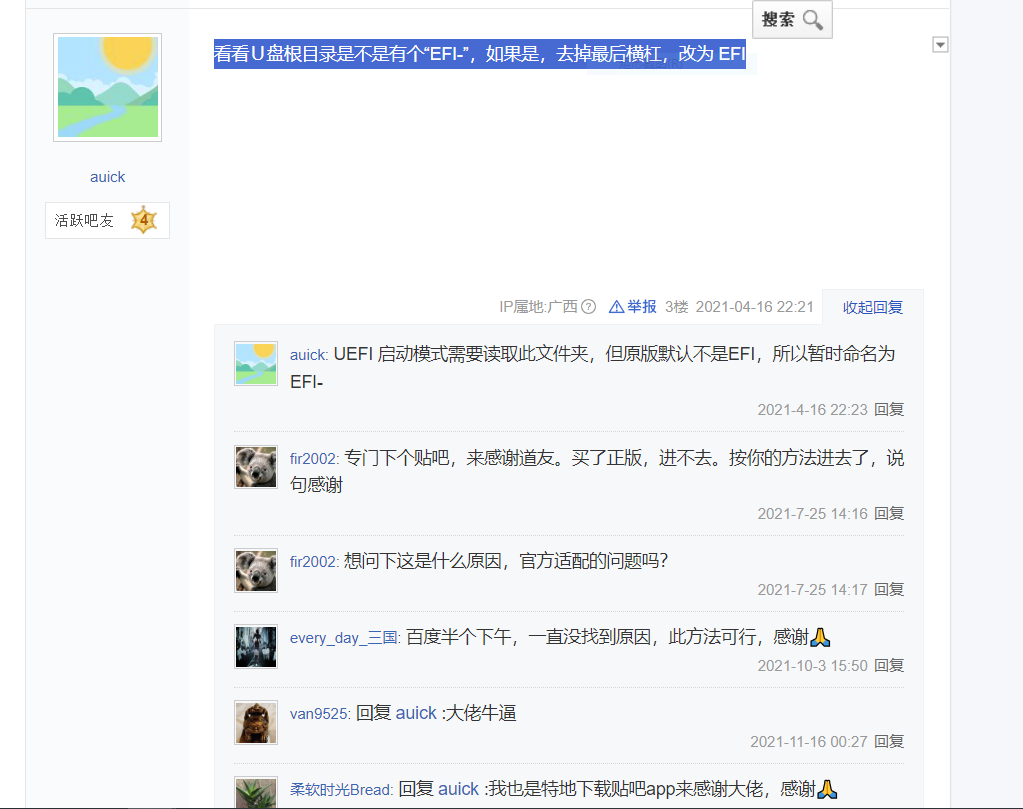 搜索
看看U盘根目录是不是有个“EFI-”，如果是，去掉最后横杠，改为 EFI
auick
活跃吧友 4
IP属地:广西 ? 举报 3楼 2021-04-16 22:21 收起回复
auick: UEFI 启动模式需要读取此文件夹，但原版默认不是EFI，所以暂时命名为
EFI-
2021-4-16 22:23 回复
fir2002: 专门下个贴吧，来感谢道友。买了正版，进不去。按你的方法进去了，说
句感谢
2021-7-25 14:16 回复
fir2002: 想问下这是什么原因，官方适配的问题吗？
2021-7-25 14:17 回复
every_day_三国: 百度半个下午，一直没找到原因，此方法可行，感谢🙏
2021-10-3 15:50 回复
van9525: 回复 auick :大佬牛逼
2021-11-16 00:27 回复
柔软时光Bread: 回复 auick :我也是特地下载贴吧app来感谢大佬，感谢🙏